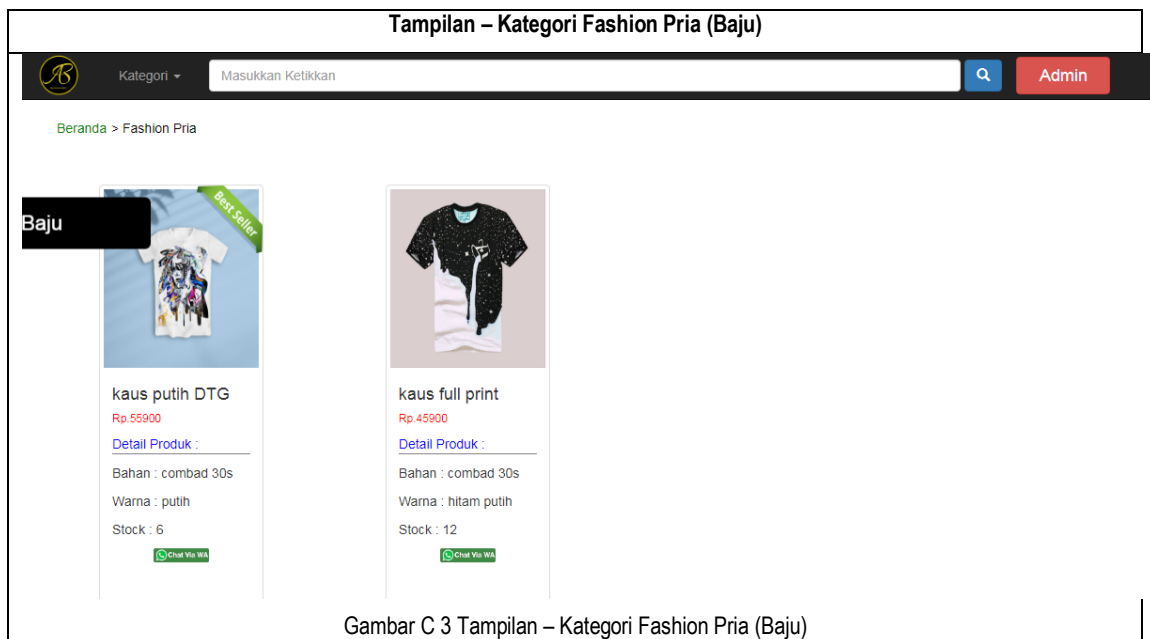 Tampilan – Kategori Fashion Pria (Baju)
AB
Kategori
Masukkan Ketikkan
Admin
Beranda > Fashion Pria
Baju
Best Seller
kaus putih DTG
Rp.55900
Detail Produk :
Bahan : combad 30s
Warna : putih
Stock : 6
Chat Via WA
kaus full print
Rp.45900
Detail Produk :
Bahan : combad 30s
Warna : hitam putih
Stock : 12
Chat Via WA
Gambar C 3 Tampilan – Kategori Fashion Pria (Baju)